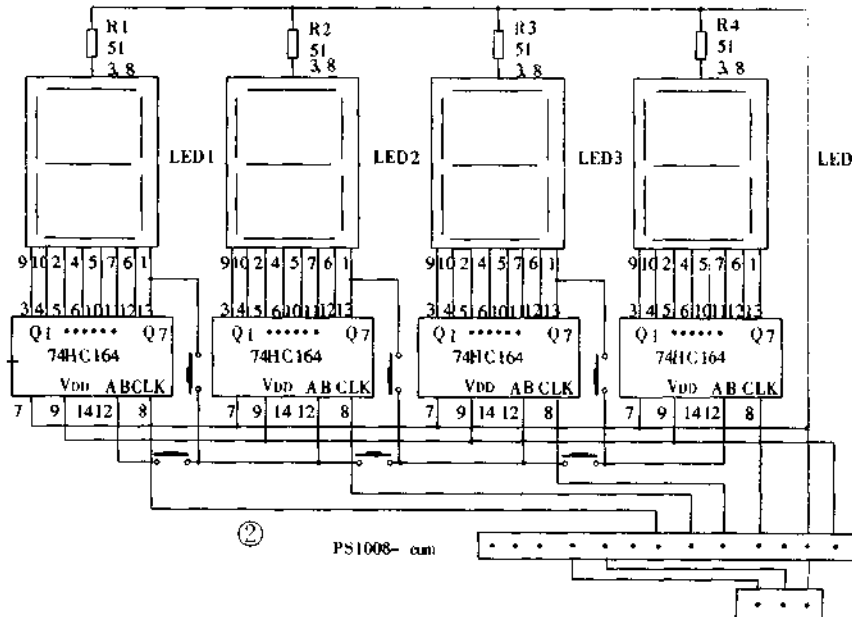 R1 R2 R3 R4
51 51 51 51
3,8 3,8 3,8 3,8
LED1 LED2 LED3 LED
9 10 2 4 5 7 6 1 9 10 2 4 5 7 6 1 9 10 2 4 5 7 6 1 9 10 2 4 5 7 6 1
3 4 5 6 10 11 12 13 3 4 5 6 10 11 12 13 3 4 5 6 10 11 12 13 3 4 5 6 10 11 12 13
Q1 •••••• Q7 Q1 •••••• Q7 Q1 •••••• Q7 Q1 •••••• Q7
74HC164 74HC164 74HC164 74HC164
VDD A B CLK VDD A B CLK VDD A B CLK VDD A B CLK
7 9 14 12 8 7 9 14 12 8 7 9 14 12 8 7 9 14 12 8
②
PS1008- cum